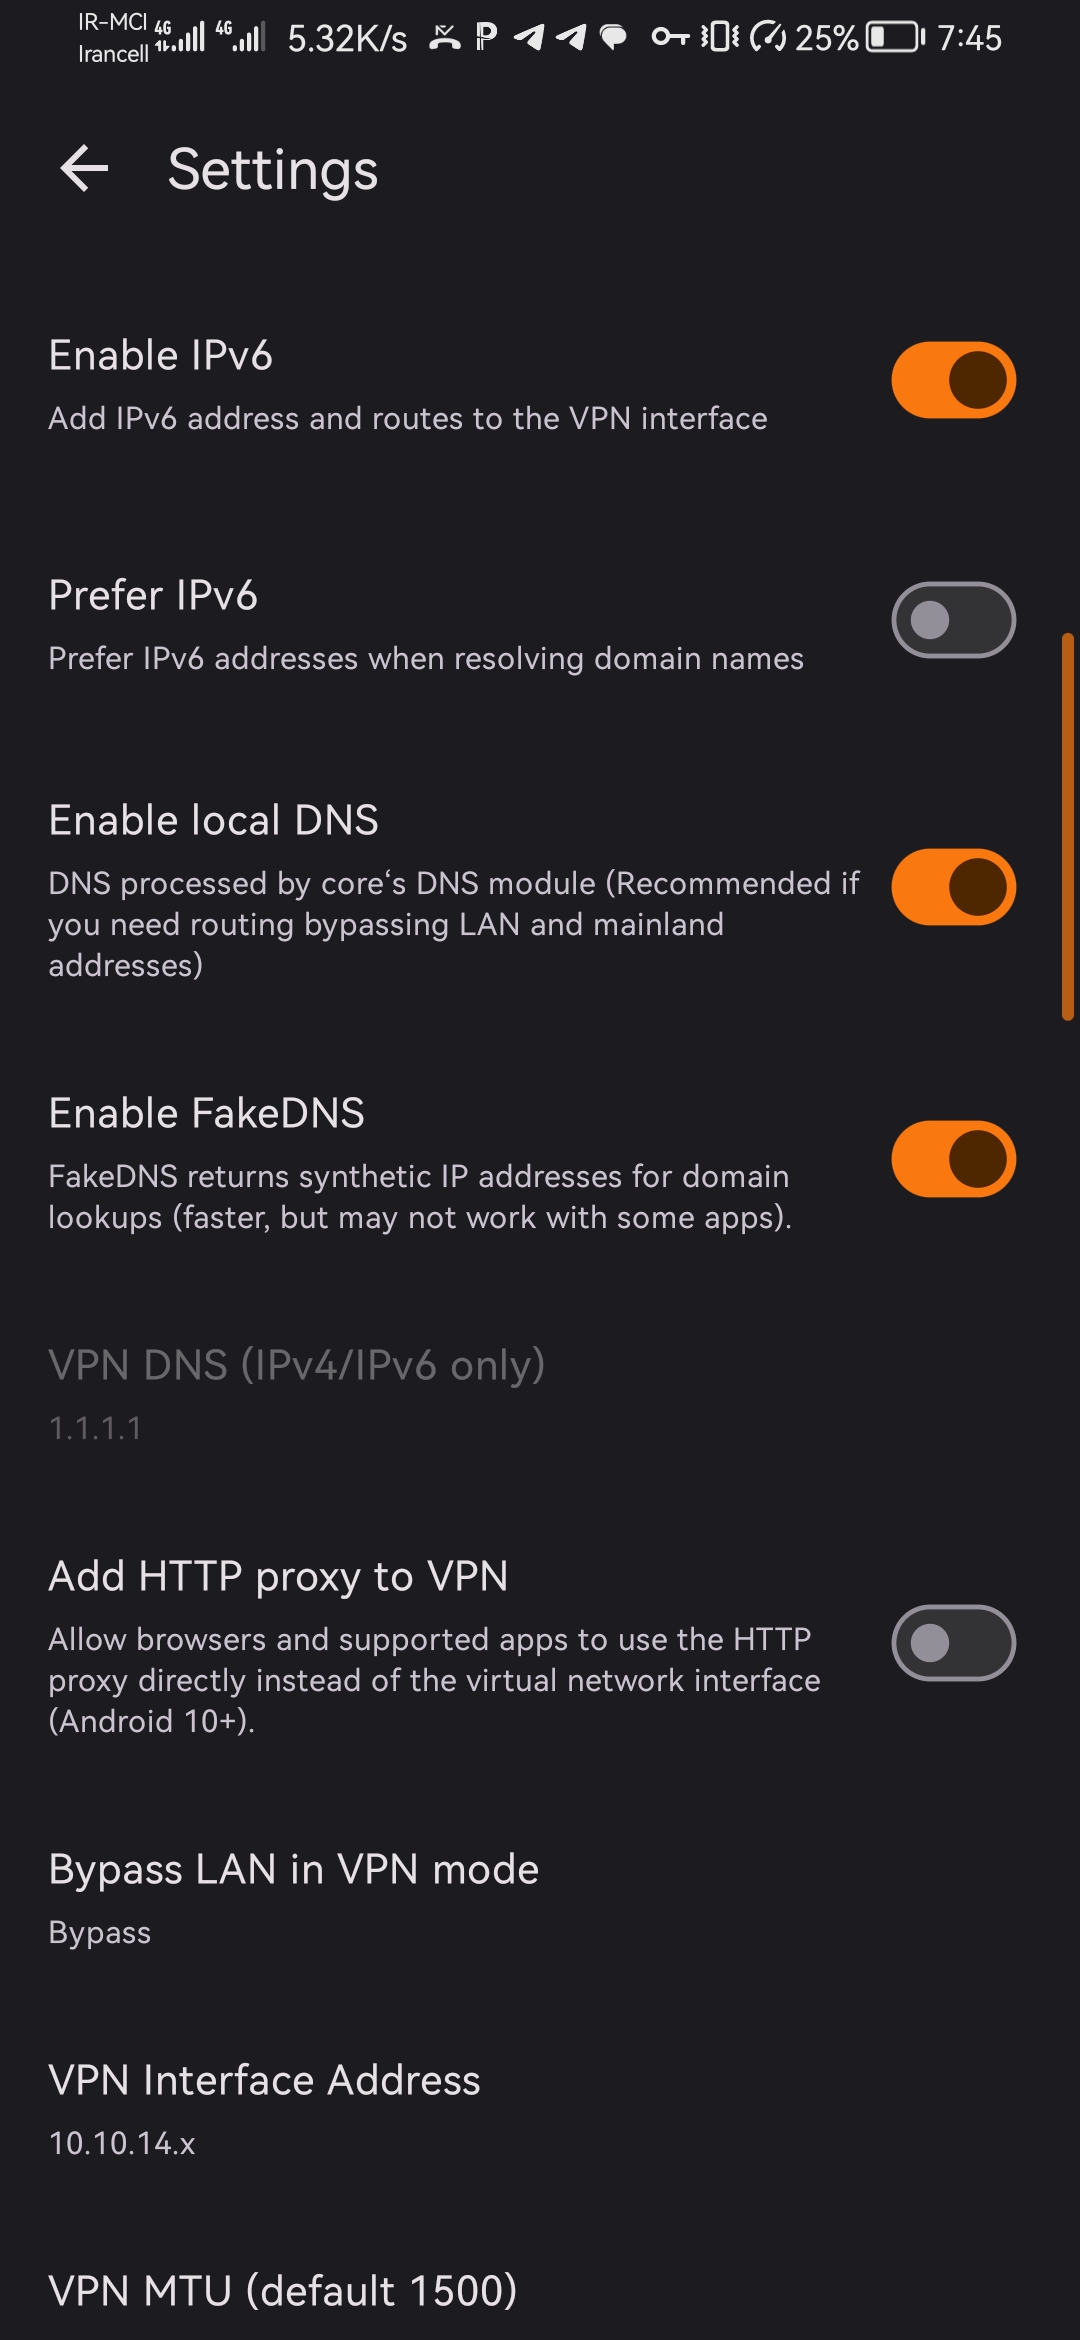 IR-MCI 4G 4G 5.32K/s 25% 7:45
Irancell
Settings
Enable IPv6
Add IPv6 address and routes to the VPN interface
Prefer IPv6
Prefer IPv6 addresses when resolving domain names
Enable local DNS
DNS processed by core‘s DNS module (Recommended if
you need routing bypassing LAN and mainland
addresses)
Enable FakeDNS
FakeDNS returns synthetic IP addresses for domain
lookups (faster, but may not work with some apps).
VPN DNS (IPv4/IPv6 only)
1.1.1.1
Add HTTP proxy to VPN
Allow browsers and supported apps to use the HTTP
proxy directly instead of the virtual network interface
(Android 10+).
Bypass LAN in VPN mode
Bypass
VPN Interface Address
10.10.14.x
VPN MTU (default 1500)